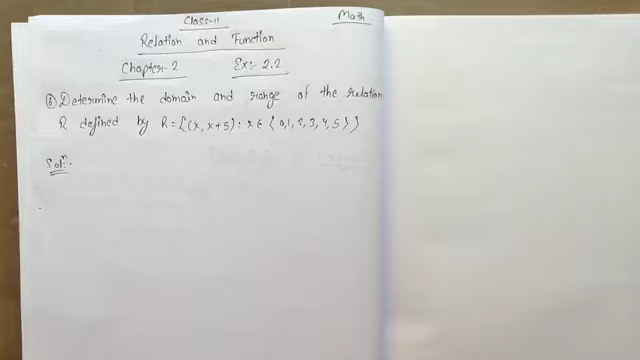 Class-11
Math
Relation and Function
Chapter-2 Ex:- 2.2
⑥ Determine the domain and range of the relation
R defined by R = {(x, x+5) : x ∈ {0,1,2,3,4,5}}
Solⁿ:-